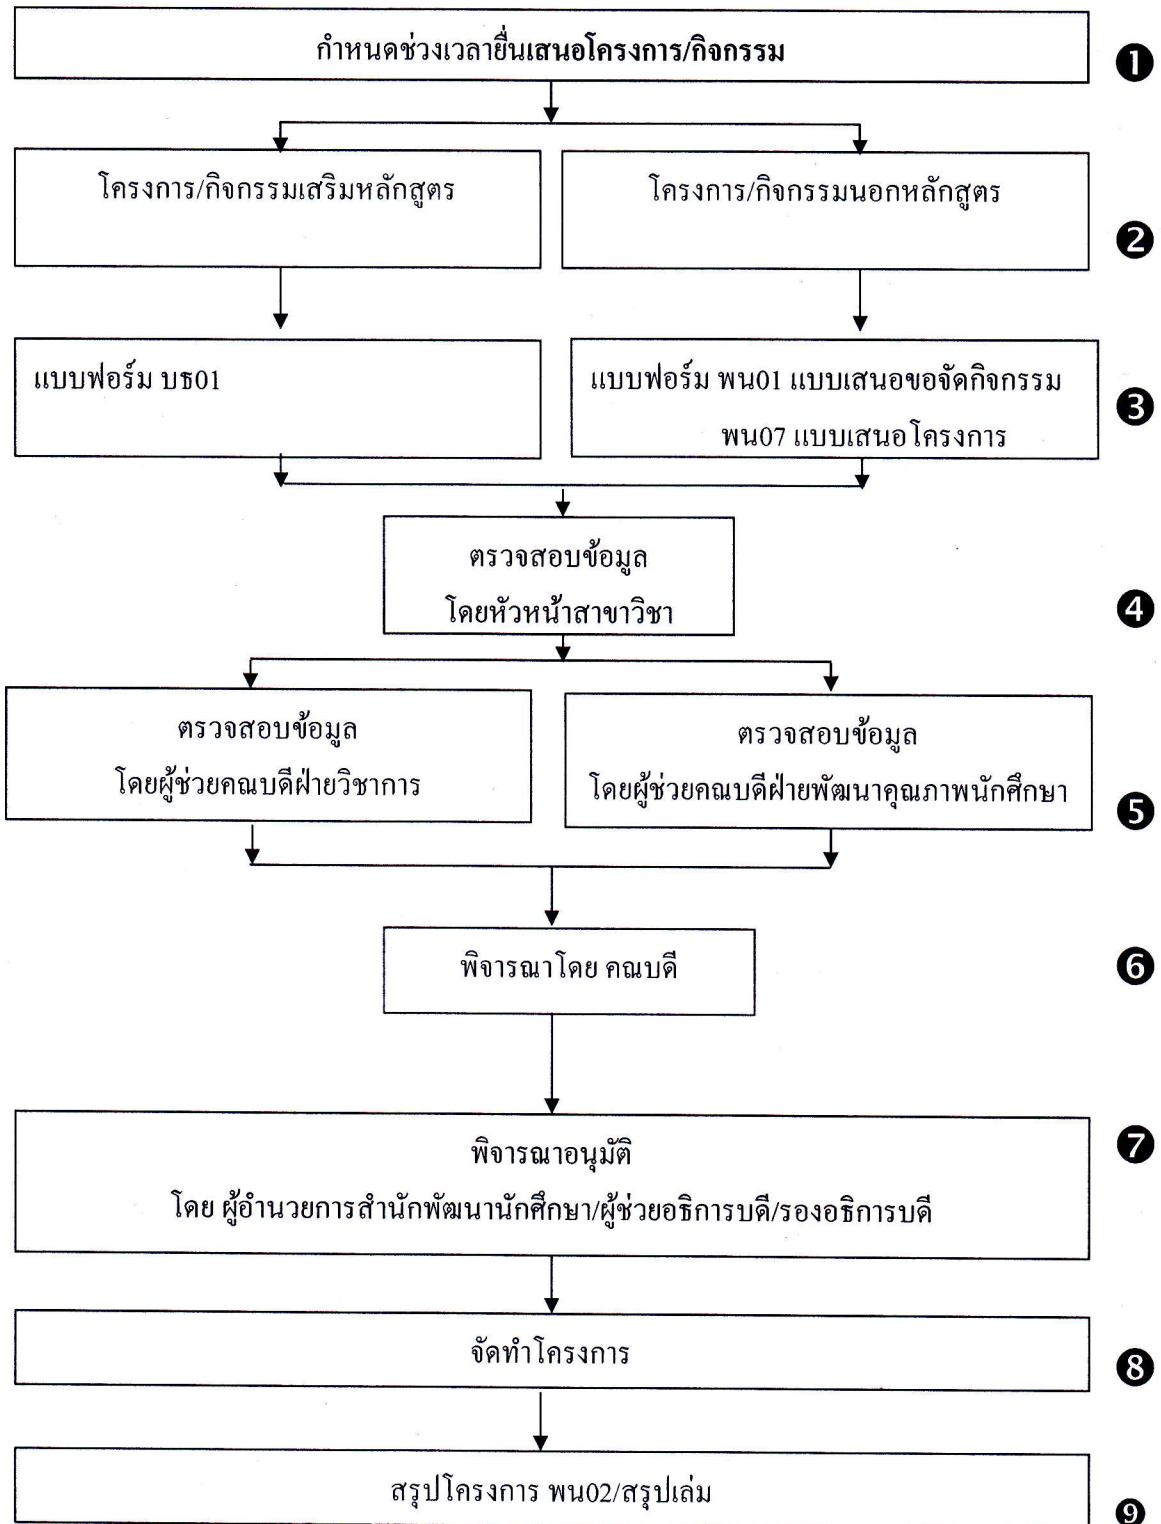 กำหนดช่วงเวลายื่นเสนอโครงการ/กิจกรรม
❶
โครงการ/กิจกรรมเสริมหลักสูตร
โครงการ/กิจกรรมนอกหลักสูตร
❷
แบบฟอร์ม บธ01
แบบฟอร์ม พน01 แบบเสนอขอจัดกิจกรรม
พน07 แบบเสนอโครงการ
❸
ตรวจสอบข้อมูล
โดยหัวหน้าสาขาวิชา
❹
ตรวจสอบข้อมูล
โดยผู้ช่วยคณบดีฝ่ายวิชาการ
ตรวจสอบข้อมูล
โดยผู้ช่วยคณบดีฝ่ายพัฒนาคุณภาพนักศึกษา
❺
พิจารณาโดย คณบดี
❻
พิจารณาอนุมัติ
โดย ผู้อำนวยการสำนักพัฒนานักศึกษา/ผู้ช่วยอธิการบดี/รองอธิการบดี
❼
จัดทำโครงการ
❽
สรุปโครงการ พน02/สรุปเล่ม
❾